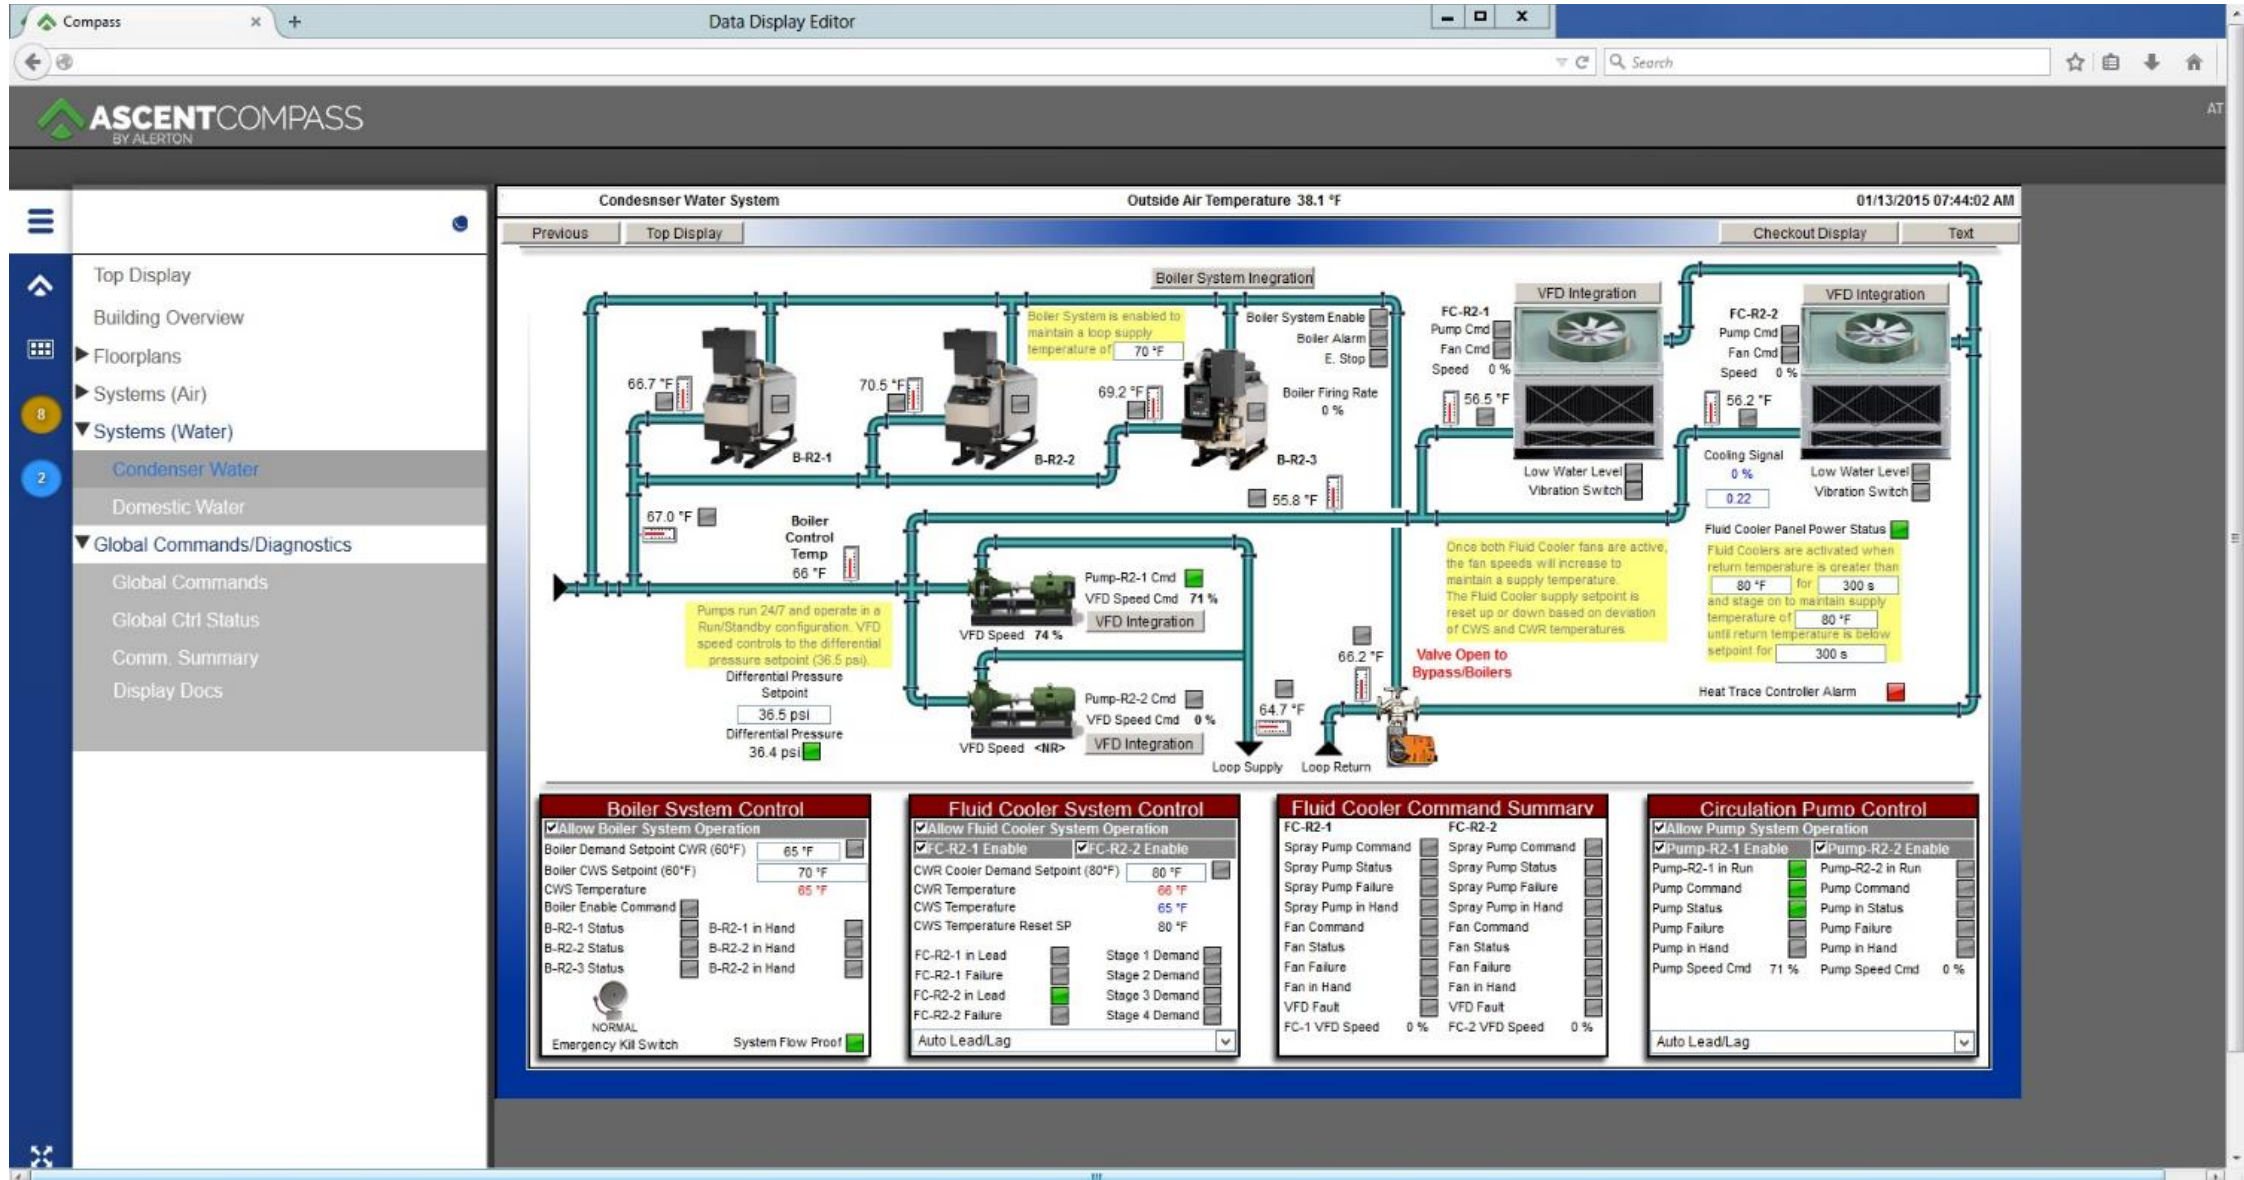 Compass × +
Data Display Editor
Search
ASCENTCOMPASS
BY ALERTON
AT
8
2
Top Display
Building Overview
Floorplans
Systems (Air)
Systems (Water)
Condenser Water
Domestic Water
Global Commands/Diagnostics
Global Commands
Global Ctrl Status
Comm. Summary
Display Docs
Condesnser Water System
Outside Air Temperature 38.1 °F
01/13/2015 07:44:02 AM
Previous
Top Display
Checkout Display
Text
Boiler System Inegration
Boiler System is enabled to
maintain a loop supply
temperature of 70 °F
Boiler System Enable
Boiler Alarm
E. Stop
Boiler Firing Rate
0 %
66.7 °F
B-R2-1
70.5 °F
B-R2-2
69.2 °F
B-R2-3
VFD Integration
FC-R2-1
Pump Cmd
Fan Cmd
Speed 0 %
56.5 °F
Low Water Level
Vibration Switch
VFD Integration
FC-R2-2
Pump Cmd
Fan Cmd
Speed 0 %
56.2 °F
Cooling Signal
0 %
0.22
Low Water Level
Vibration Switch
55.8 °F
67.0 °F
Boiler
Control
Temp
66 °F
Fluid Cooler Panel Power Status
Once both Fluid Cooler fans are active,
the fan speeds will increase to
maintain a supply temperature.
The Fluid Cooler supply setpoint is
reset up or down based on deviation
of CWS and CWR temperatures
Fluid Coolers are activated when
return temperature is greater than
80 °F for 300 s
and stage on to maintain supply
temperature of 80 °F
until return temperature is below
setpoint for 300 s
Pump-R2-1 Cmd
VFD Speed Cmd 71 %
VFD Integration
VFD Speed 74 %
Pumps run 24/7 and operate in a
Run/Standby configuration. VFD
speed controls to the differential
pressure setpoint (36.5 psi).
Differential Pressure
Setpoint
36.5 psi
Differential Pressure
36.4 psi
Pump-R2-2 Cmd
VFD Speed Cmd 0 %
VFD Integration
VFD Speed <NR>
64.7 °F
Loop Supply
66.2 °F
Loop Return
Valve Open to
Bypass/Boilers
Heat Trace Controller Alarm
Boiler System Control
Allow Boiler System Operation
Boiler Demand Setpoint CWR (60°F) 65 °F
Boiler CWS Setpoint (60°F) 70 °F
CWS Temperature 65 °F
Boiler Enable Command
B-R2-1 Status B-R2-1 in Hand
B-R2-2 Status B-R2-2 in Hand
B-R2-3 Status B-R2-2 in Hand
NORMAL
Emergency Kill Switch System Flow Proof
Fluid Cooler System Control
Allow Fluid Cooler System Operation
FC-R2-1 Enable FC-R2-2 Enable
CWR Cooler Demand Setpoint (80°F) 80 °F
CWR Temperature 66 °F
CWS Temperature 65 °F
CWS Temperature Reset SP 80 °F
FC-R2-1 in Lead Stage 1 Demand
FC-R2-1 Failure Stage 2 Demand
FC-R2-2 in Lead Stage 3 Demand
FC-R2-2 Failure Stage 4 Demand
Auto Lead/Lag
Fluid Cooler Command Summary
FC-R2-1 FC-R2-2
Spray Pump Command Spray Pump Command
Spray Pump Status Spray Pump Status
Spray Pump Failure Spray Pump Failure
Spray Pump in Hand Spray Pump in Hand
Fan Command Fan Command
Fan Status Fan Status
Fan Failure Fan Failure
Fan in Hand Fan in Hand
VFD Fault VFD Fault
FC-1 VFD Speed 0 % FC-2 VFD Speed 0 %
Circulation Pump Control
Allow Pump System Operation
Pump-R2-1 Enable Pump-R2-2 Enable
Pump-R2-1 in Run Pump-R2-2 in Run
Pump Command Pump Command
Pump Status Pump in Status
Pump Failure Pump Failure
Pump in Hand Pump in Hand
Pump Speed Cmd 71 % Pump Speed Cmd 0 %
Auto Lead/Lag